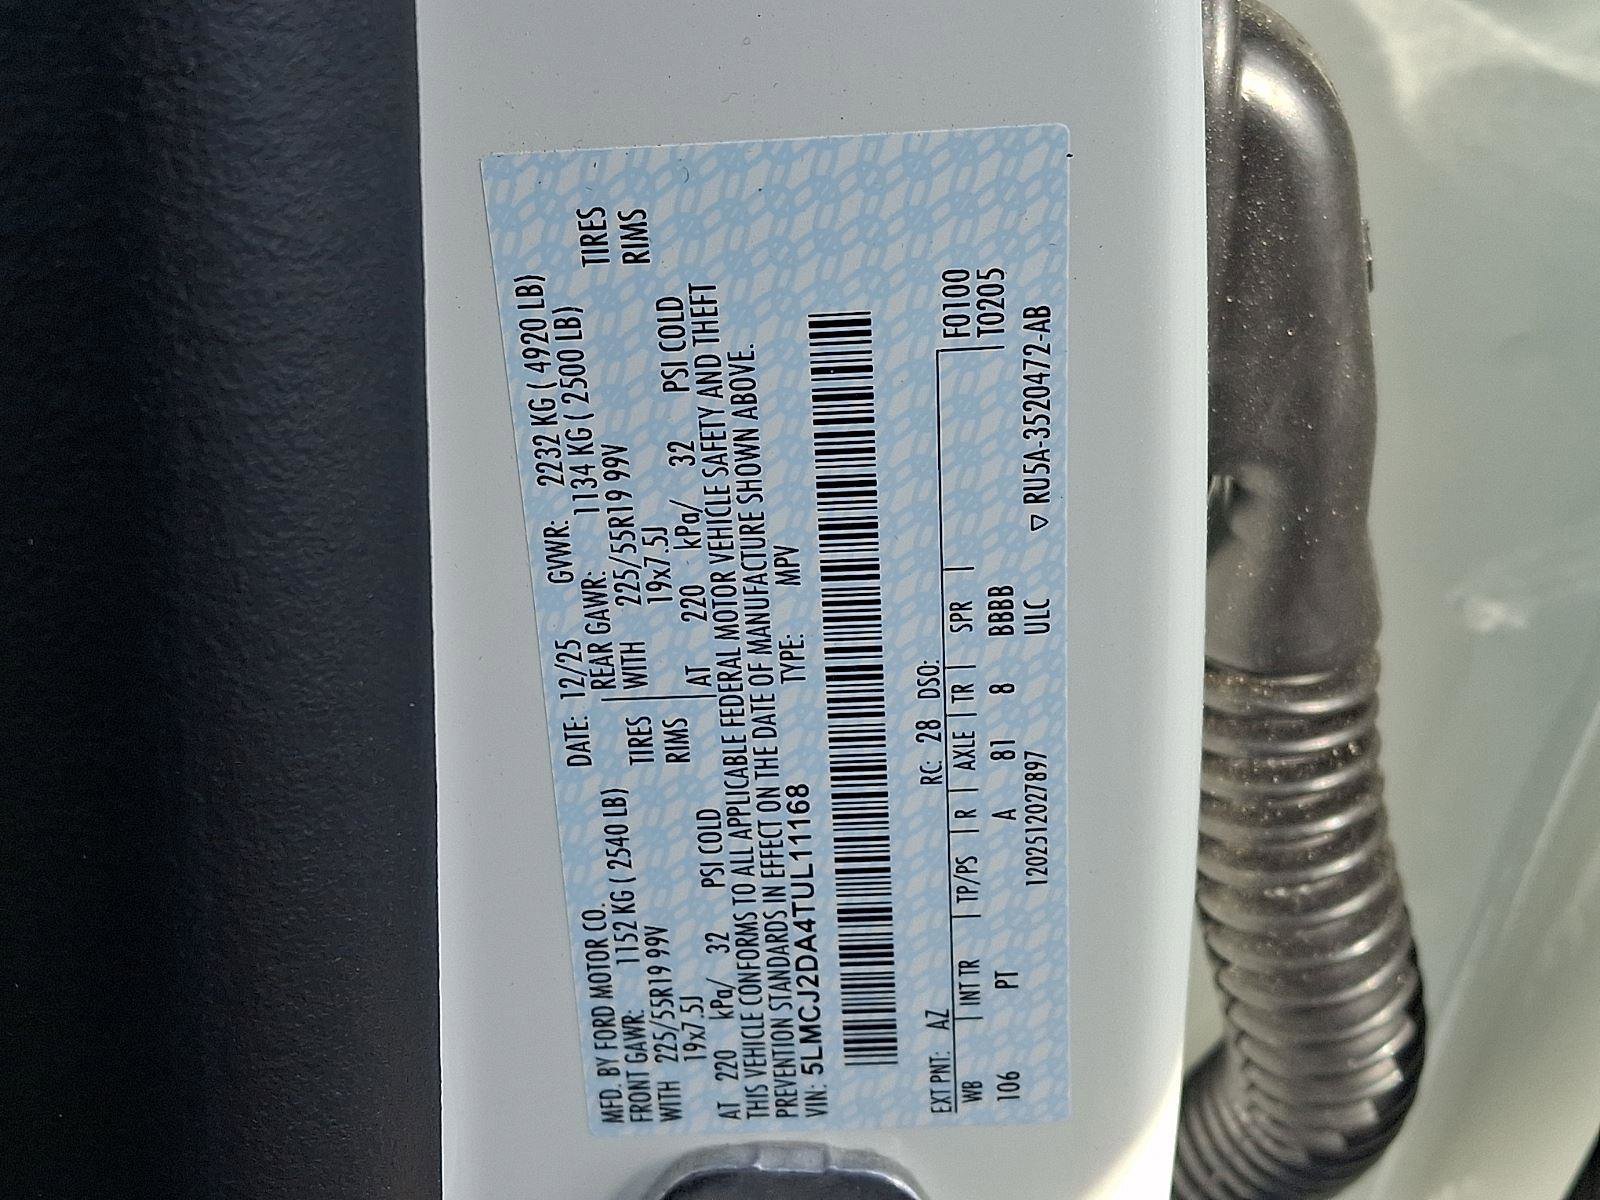 MFD. BY FORD MOTOR CO. DATE: 12/25 GVWR: 2232 KG ( 4920 LB)
FRONT GAWR: 1152 KG ( 2540 LB) REAR GAWR: 1134 KG ( 2500 LB)
WITH 225/55R19 99V TIRES WITH 225/55R19 99V TIRES
19x7.5J RIMS 19x7.5J RIMS
AT 220 kPa/ 32 PSI COLD AT 220 kPa/ 32 PSI COLD
THIS VEHICLE CONFORMS TO ALL APPLICABLE FEDERAL MOTOR VEHICLE SAFETY AND THEFT
PREVENTION STANDARDS IN EFFECT ON THE DATE OF MANUFACTURE SHOWN ABOVE.
VIN: 5LMCJ2DA4TUL11168 TYPE: MPV
EXT PNT: AZ RC: 28 DSO:
WB INT TR TP/PS R AXLE TR SPR F0100
106 PT A 81 8 BBBB T0205
1202512027897 ULC ▽ RU5A-3520472-AB